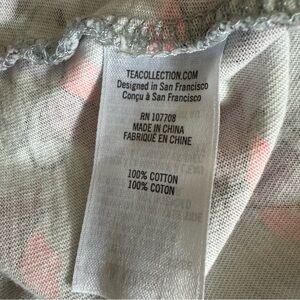 TEACOLLECTION.COM
Designed in San Francisco
Conçu à San Francisco
RN 107708
MADE IN CHINA
FABRIQUÉ EN CHINE
100% COTTON
100% COTON